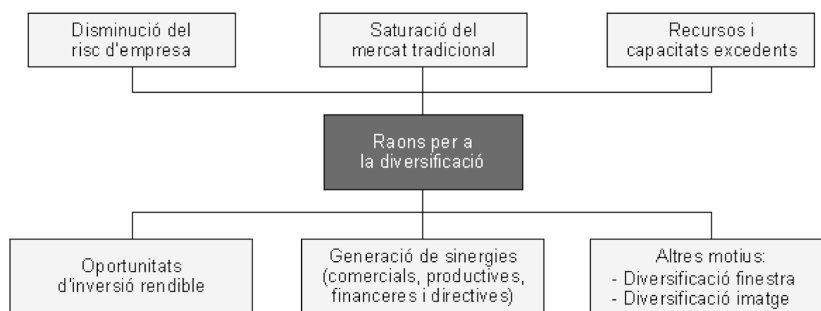 Disminució del
risc d'empresa
Saturació del
mercat tradicional
Recursos i
capacitats excedents
Raons per a
la diversificació
Oportunitats
d'inversió rendible
Generació de sinergies
(comercials, productives,
financeres i directives)
Altres motius:
- Diversificació finestra
- Diversificació imatge